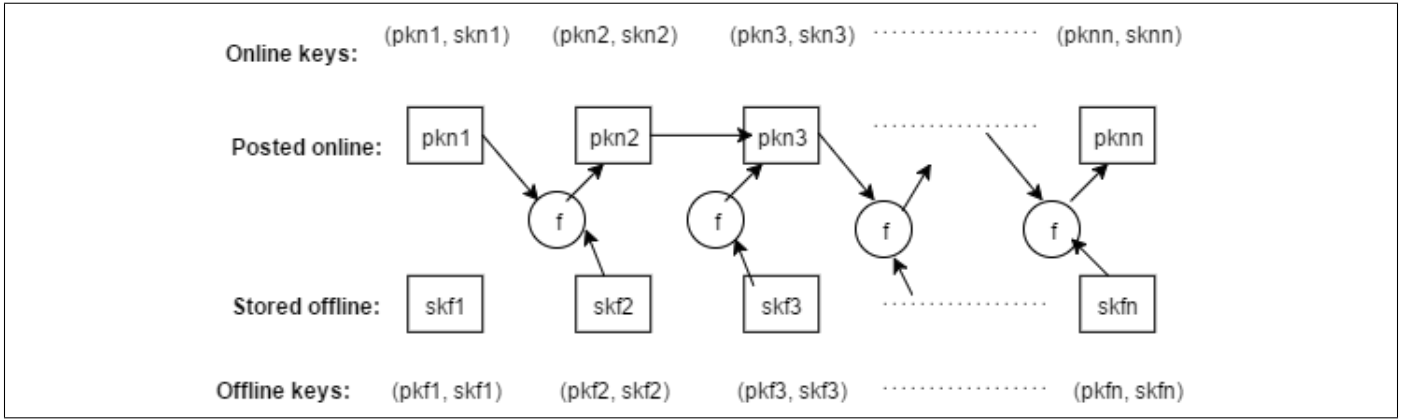 Online keys: (pkn1, skn1) (pkn2, skn2) (pkn3, skn3) .................. (pknn, sknn)
Posted online: pkn1 pkn2 pkn3 .................. pknn
f f f f
Stored offline: skf1 skf2 skf3 .................. skfn
Offline keys: (pkf1, skf1) (pkf2, skf2) (pkf3, skf3) .................. (pkfn, skfn)